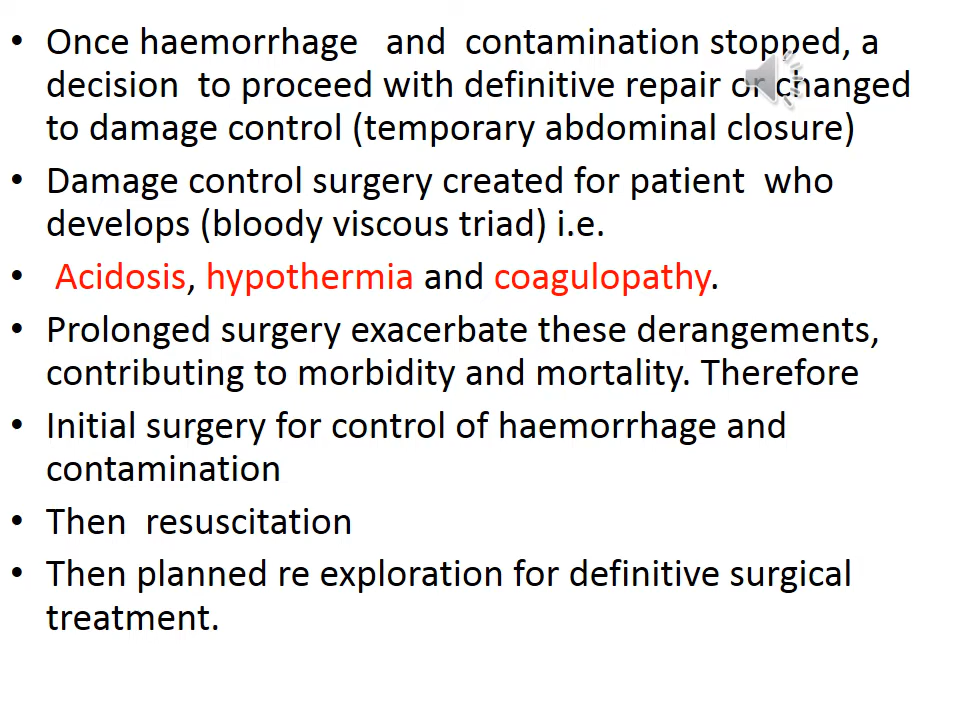 • Once haemorrhage and contamination stopped, a
decision to proceed with definitive repair or changed
to damage control (temporary abdominal closure)
• Damage control surgery created for patient who
develops (bloody viscous triad) i.e.
• Acidosis, hypothermia and coagulopathy.
• Prolonged surgery exacerbate these derangements,
contributing to morbidity and mortality. Therefore
• Initial surgery for control of haemorrhage and
contamination
• Then resuscitation
• Then planned re exploration for definitive surgical
treatment.